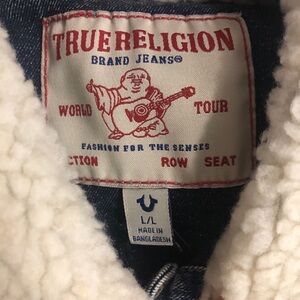 TRUE RELIGION
BRAND JEANS®
WORLD TOUR
FASHION FOR THE SENSES
CTION ROW SEAT
L/L
MADE IN
BANGLADESH